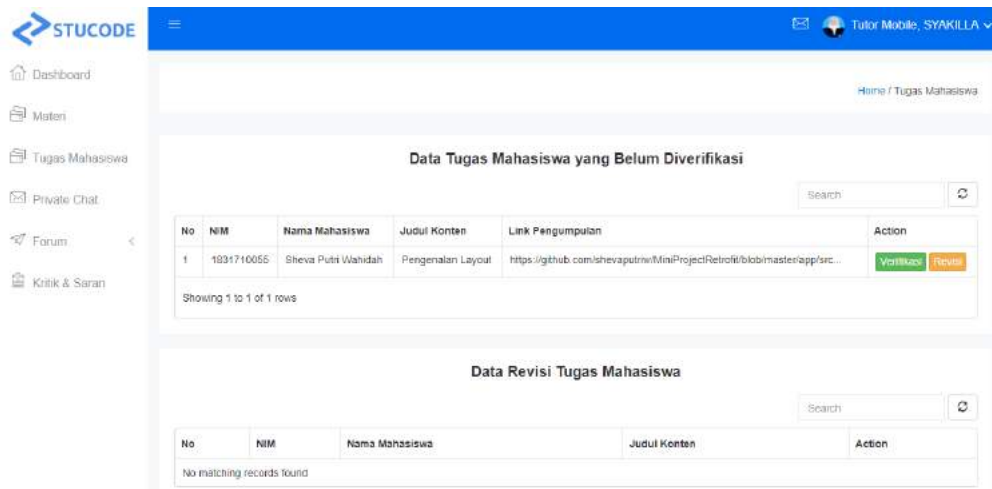 STUCODE
Tutor Mobile, SYAKILLA
Dashboard
Materi
Tugas Mahasiswa
Private Chat
Forum
Kritik & Saran
Home / Tugas Mahasiswa
Data Tugas Mahasiswa yang Belum Diverifikasi
Search
No NIM Nama Mahasiswa Judul Konten Link Pengumpulan Action
1 1831710055 Sheva Putri Wahidah Pengenalan Layout https://github.com/shevaputriw/MiniProjectRetrofit/blob/master/app/src... Verifikasi Revisi
Showing 1 to 1 of 1 rows
Data Revisi Tugas Mahasiswa
Search
No NIM Nama Mahasiswa Judul Konten Action
No matching records found